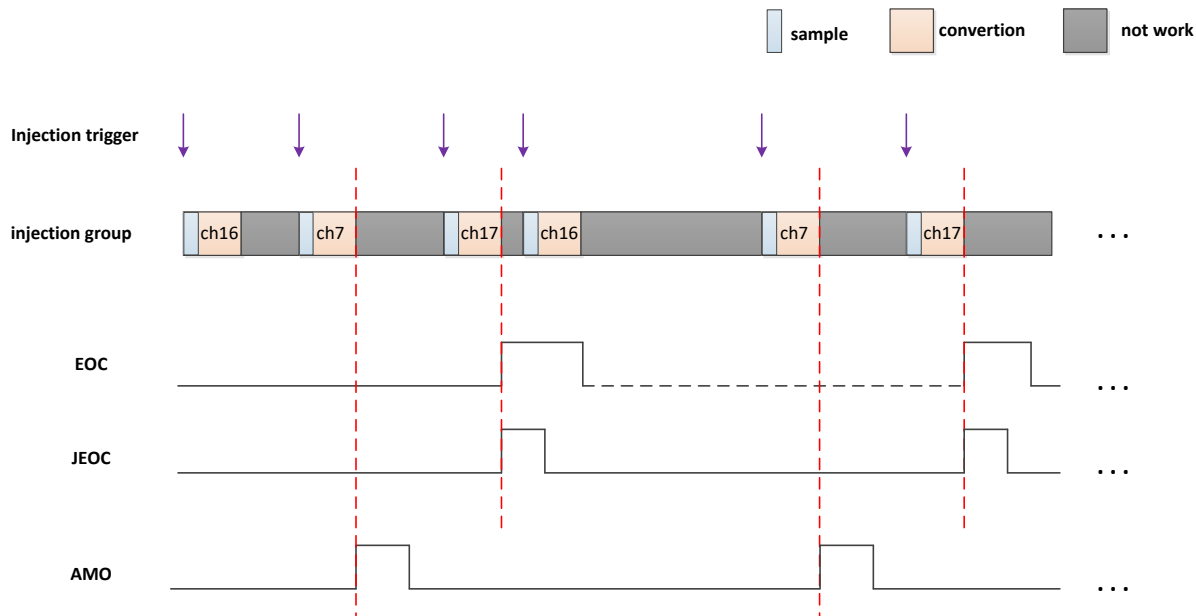 sample convertion not work
Injection trigger
injection group ch16 ch7 ch17 ch16 ch7 ch17 ...
EOC ...
JEOC ...
AMO ...